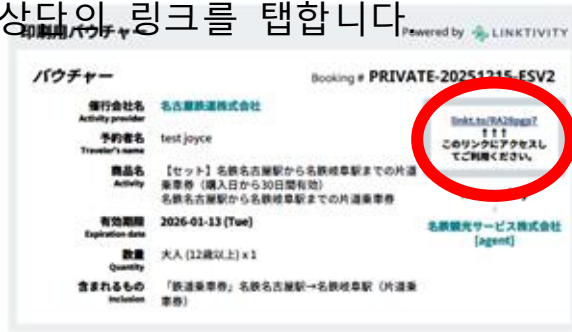 상단의 링크를 탭합니다.
印刷用バウチャー
Powered by LINKTIVITY
バウチャー
Booking # PRIVATE-20251215-ESV2
催行会社名 名古屋鉄道株式会社
Activity provider
予約者名 test joyce
Traveler's name
商品名 【セット】名鉄名古屋駅から名鉄岐阜駅までの片道
Activity 乗車券（購入日から30日間有効）
名鉄名古屋駅から名鉄岐阜駅までの片道乗車券
有効期限 2026-01-13 (Tue)
Expiration date
数量 大人 (12歳以上) x 1
Quantity
含まれるもの 「鉄道乗車券」名鉄名古屋駅→名鉄岐阜駅（片道乗
Inclusion 車券）
↑↑↑
このリンクにアクセスし
てご利用ください。
名鉄観光サービス株式会社
[agent]